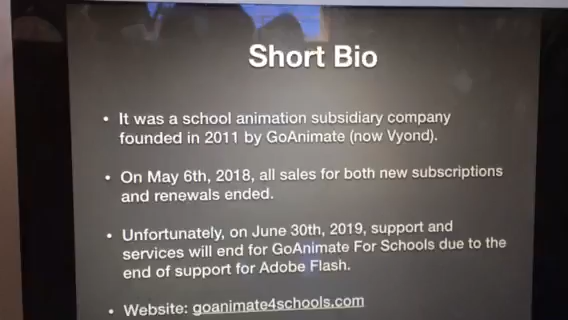 Short Bio
• It was a school animation subsidiary company
founded in 2011 by GoAnimate (now Vyond).
• On May 6th, 2018, all sales for both new subscriptions
and renewals ended.
• Unfortunately, on June 30th, 2019, support and
services will end for GoAnimate For Schools due to the
end of support for Adobe Flash.
• Website: goanimate4schools.com